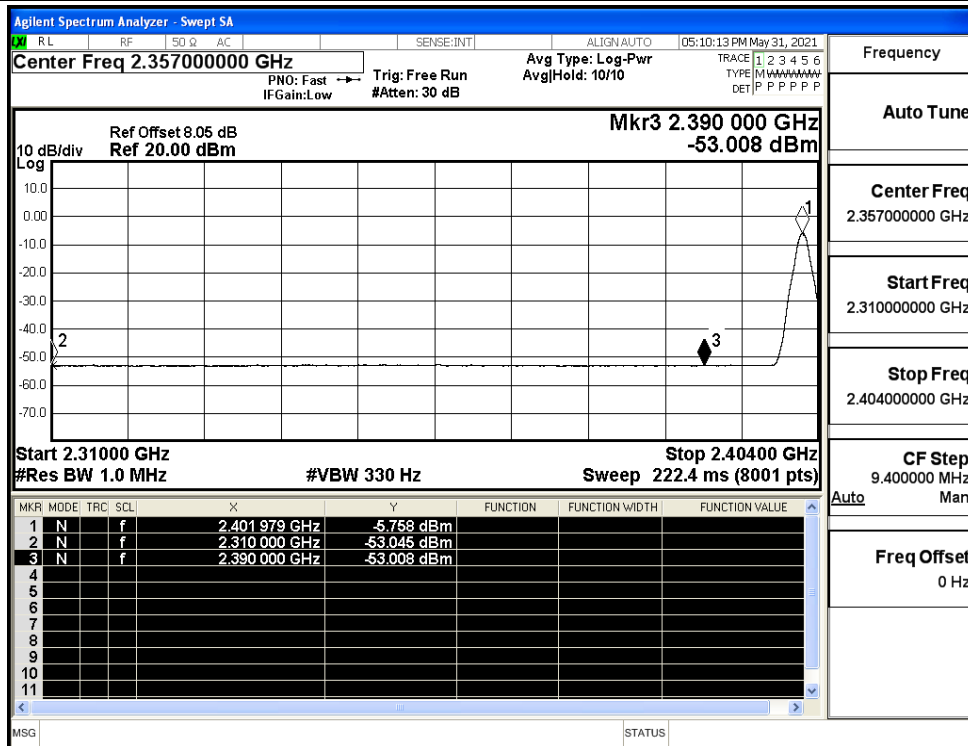 Agilent Spectrum Analyzer - Swept SA
LXI RL RF 50 Ω AC SENSE:INT ALIGN AUTO 05:10:13 PM May 31, 2021
Center Freq 2.357000000 GHz
PNO: Fast
IFGain:Low
Trig: Free Run
#Atten: 30 dB
Avg Type: Log-Pwr
Avg|Hold: 10/10
TRACE 1 2 3 4 5 6
TYPE M WWWWW
DET P P P P P P
Mkr3 2.390 000 GHz
-53.008 dBm
Ref Offset 8.05 dB
10 dB/div Ref 20.00 dBm
Log
10.0
0.00
-10.0
-20.0
-30.0
-40.0
-50.0
-60.0
-70.0
1
2
3
Start 2.31000 GHz Stop 2.40400 GHz
#Res BW 1.0 MHz #VBW 330 Hz Sweep 222.4 ms (8001 pts)
MKR MODE TRC SCL X Y FUNCTION FUNCTION WIDTH FUNCTION VALUE
1 N f 2.401 979 GHz -5.758 dBm
2 N f 2.310 000 GHz -53.045 dBm
3 N f 2.390 000 GHz -53.008 dBm
4
5
6
7
8
9
10
11
MSG STATUS
Frequency
Auto Tune
Center Freq
2.357000000 GHz
Start Freq
2.310000000 GHz
Stop Freq
2.404000000 GHz
CF Step
9.400000 MHz
Auto Man
Freq Offset
0 Hz